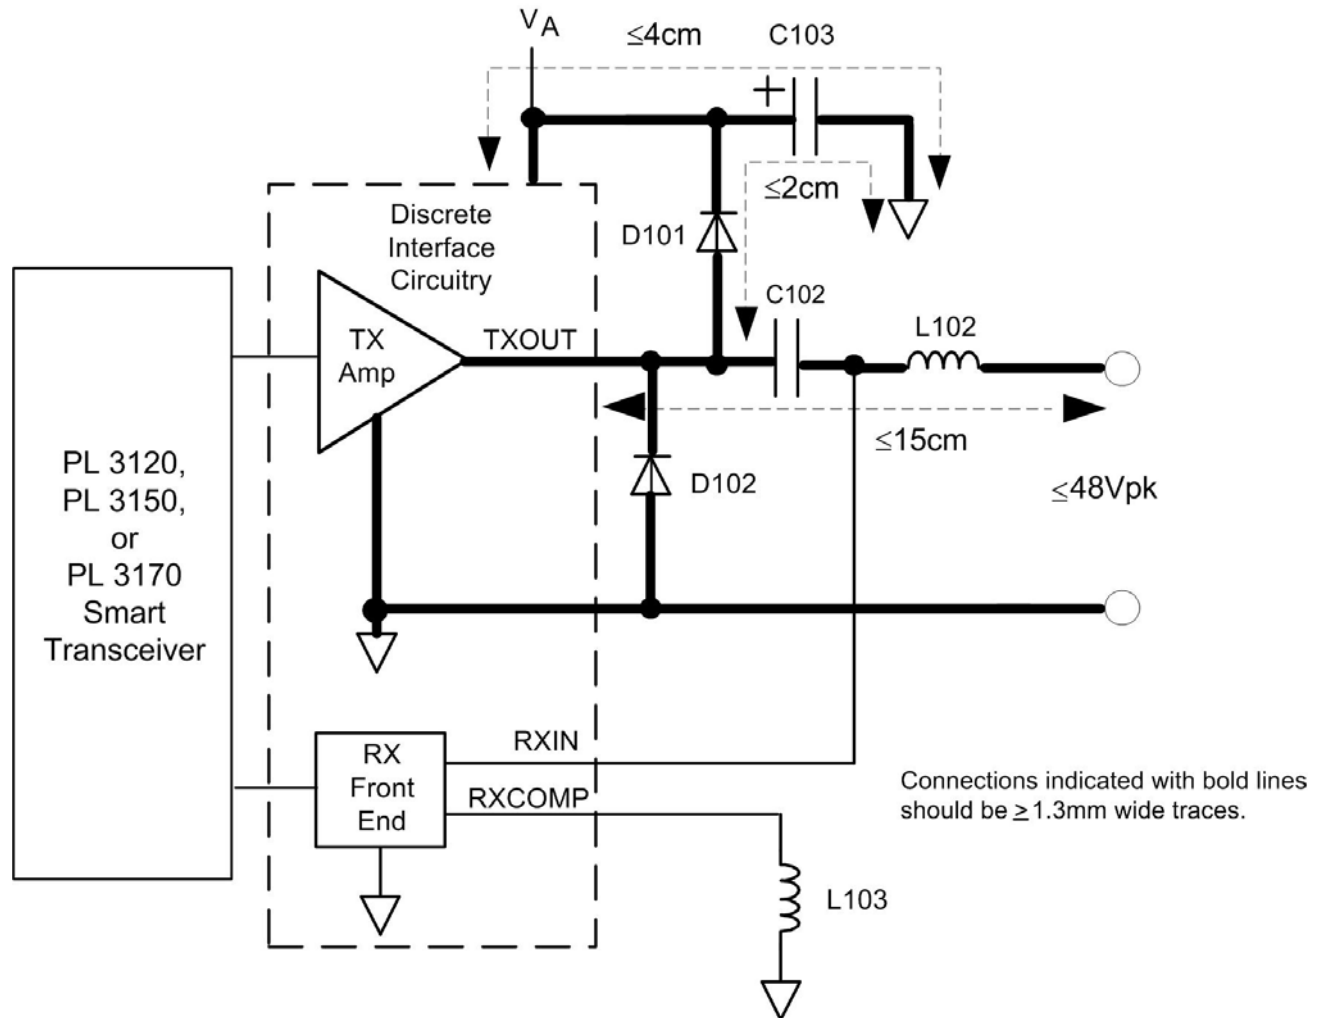 VA
≤4cm
C103
+
≤2cm
Discrete
Interface
Circuitry
D101
C102
L102
TX
Amp
TXOUT
≤15cm
≤48Vpk
D102
PL 3120,
PL 3150,
or
PL 3170
Smart
Transceiver
RX
Front
End
RXIN
RXCOMP
Connections indicated with bold lines
should be ≥1.3mm wide traces.
L103